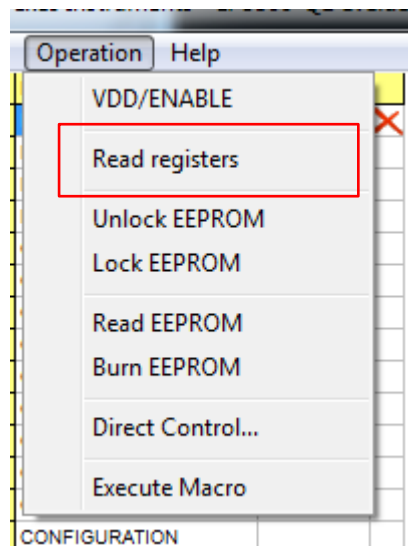 Operation Help
VDD/ENABLE
Read registers
Unlock EEPROM
Lock EEPROM
Read EEPROM
Burn EEPROM
Direct Control...
Execute Macro
CONFIGURATION